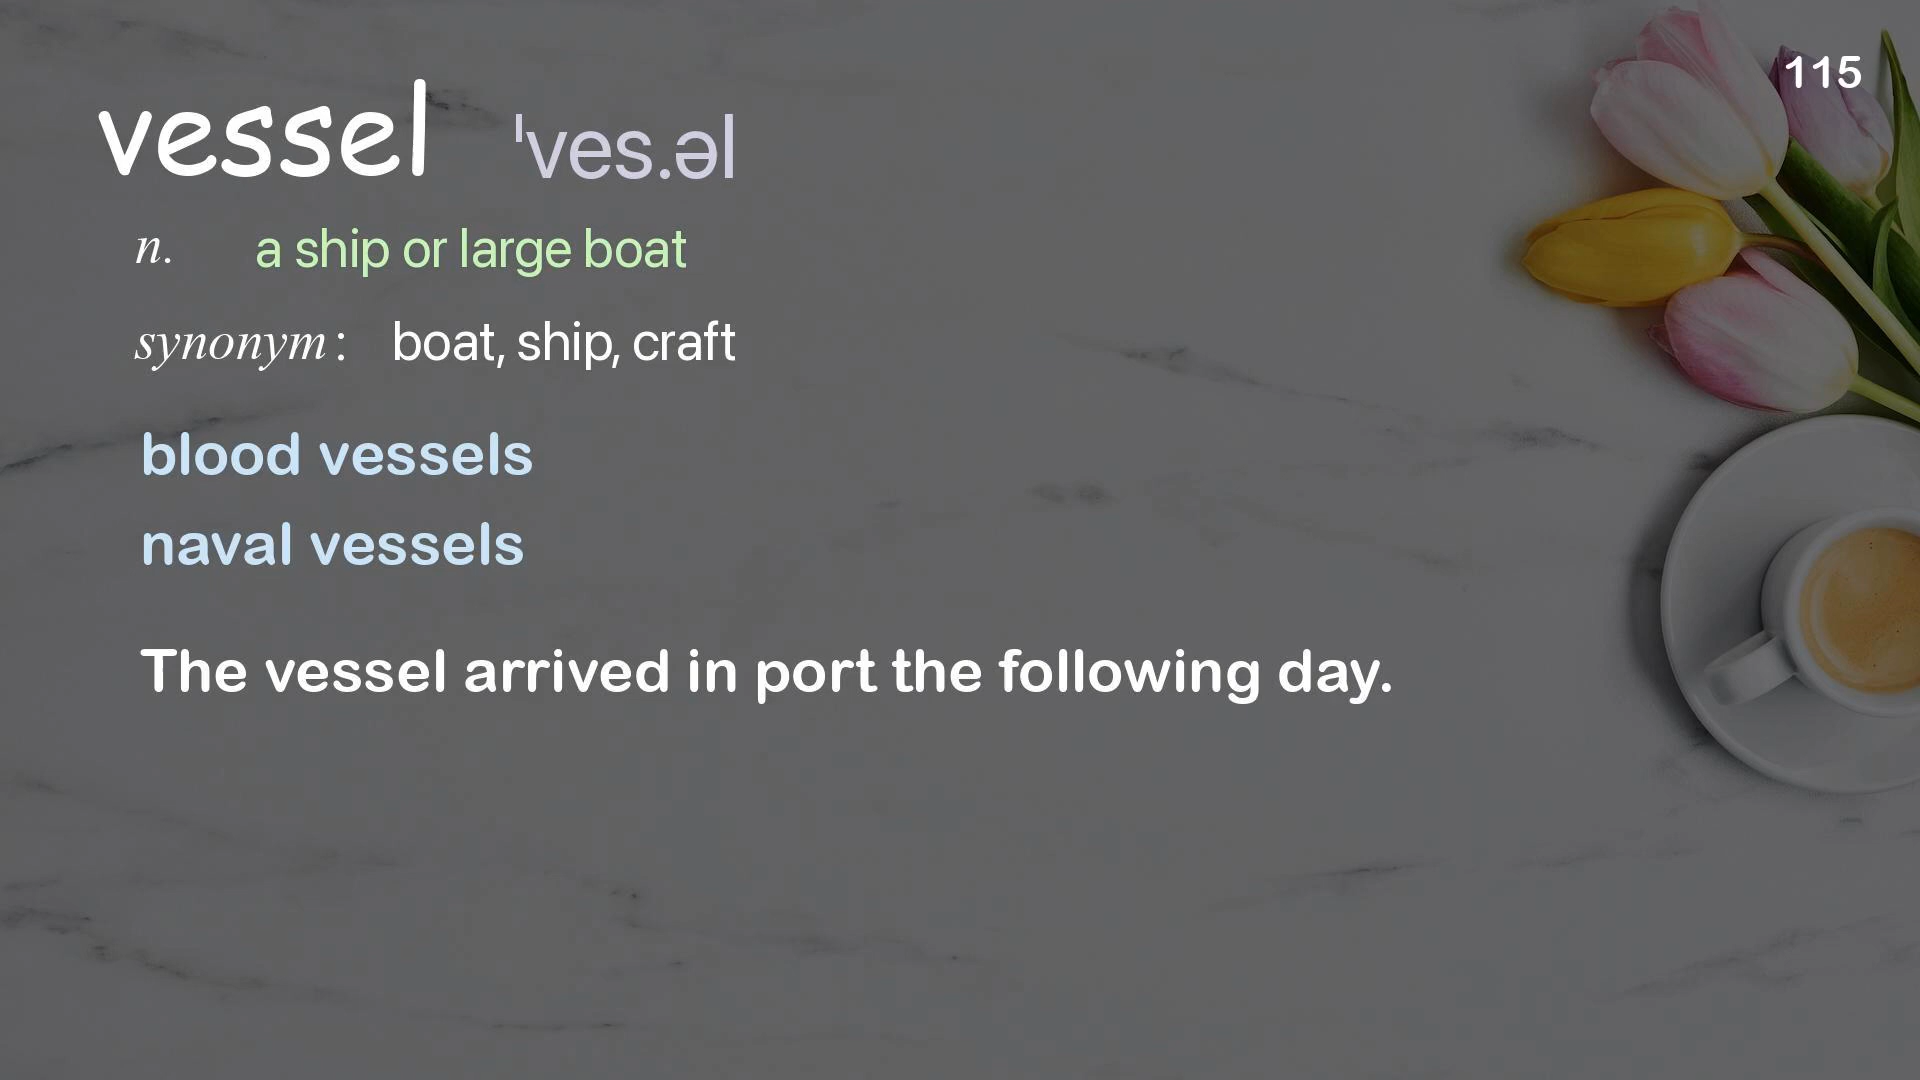 115
vessel ˈves.əl
n. a ship or large boat
synonym: boat, ship, craft
blood vessels
naval vessels
The vessel arrived in port the following day.